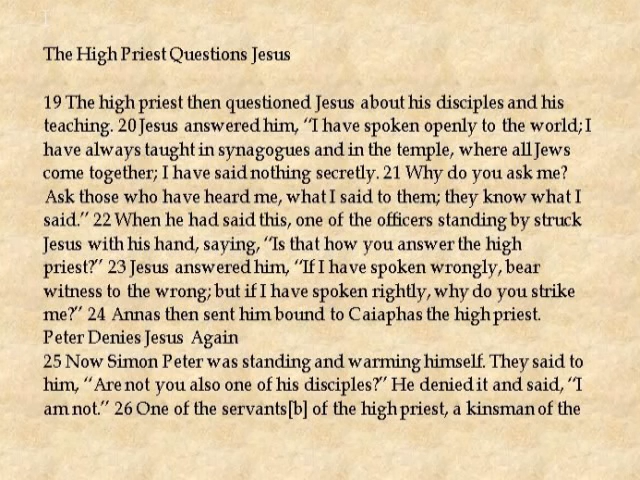 The High Priest Questions Jesus
19 The high priest then questioned Jesus about his disciples and his
teaching. 20 Jesus answered him, “I have spoken openly to the world; I
have always taught in synagogues and in the temple, where all Jews
come together; I have said nothing secretly. 21 Why do you ask me?
Ask those who have heard me, what I said to them; they know what I
said.” 22 When he had said this, one of the officers standing by struck
Jesus with his hand, saying, “Is that how you answer the high
priest?” 23 Jesus answered him, “If I have spoken wrongly, bear
witness to the wrong; but if I have spoken rightly, why do you strike
me?” 24 Annas then sent him bound to Caiaphas the high priest.
Peter Denies Jesus Again
25 Now Simon Peter was standing and warming himself. They said to
him, “Are not you also one of his disciples?” He denied it and said, “I
am not.” 26 One of the servants[b] of the high priest, a kinsman of the